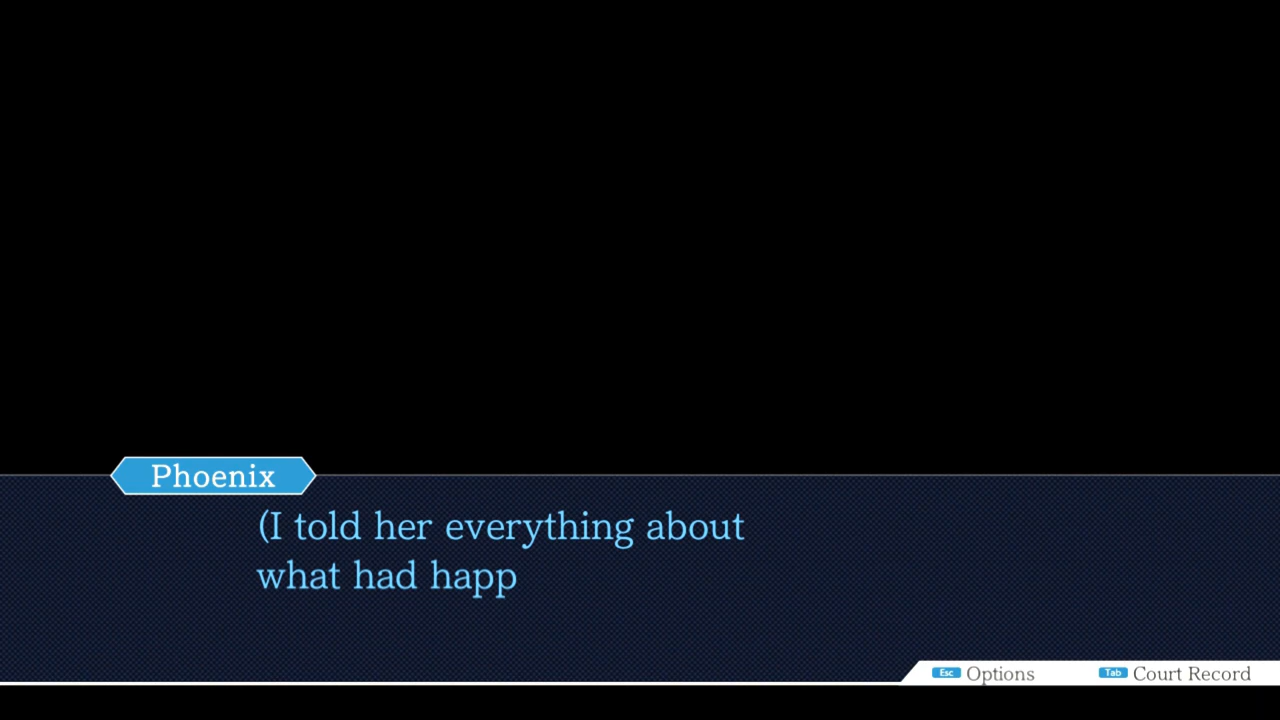 Phoenix
(I told her everything about
what had happ
Esc Options Tab Court Record